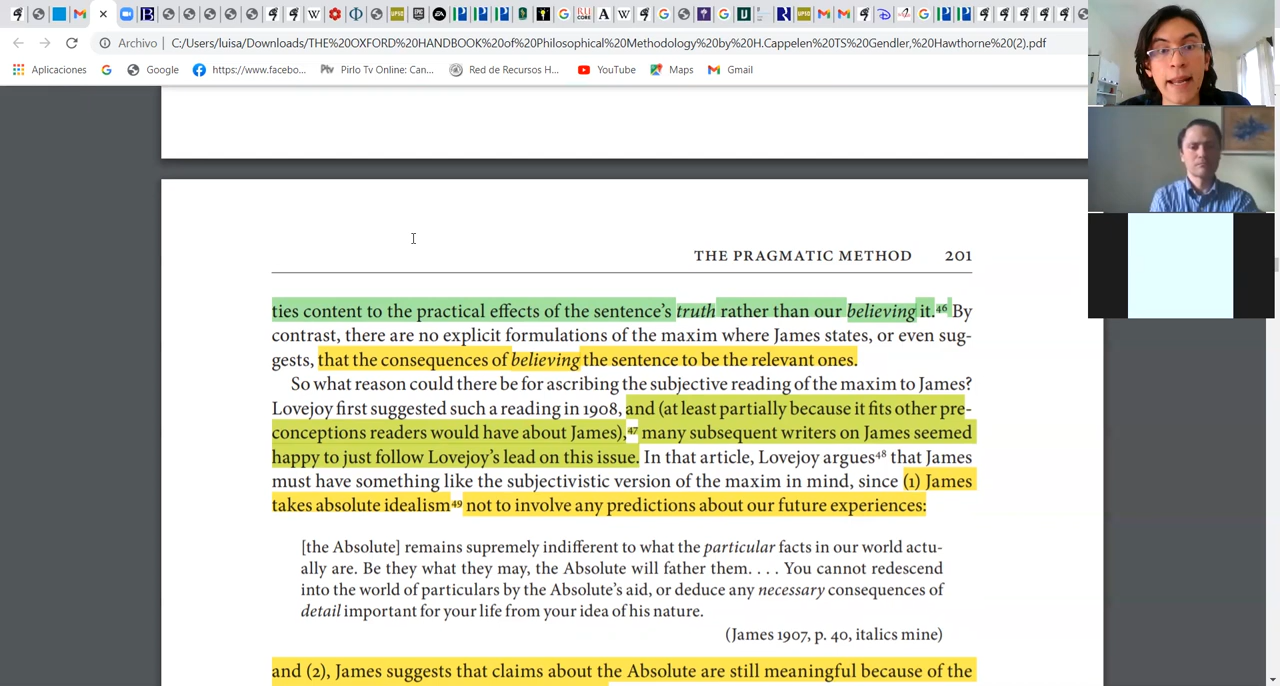 Archivo
C:/Users/luisa/Downloads/THE%20OXFORD%20HANDBOOK%20of%20Philosophical%20Methodology%20by%20H.Cappelen%20TS%20Gendler,%20Hawthorne%20(2).pdf
Aplicaciones
Google
https://www.facebo...
Ptv Pirlo Tv Online: Can...
Red de Recursos H...
YouTube
Maps
Gmail
THE PRAGMATIC METHOD 201
ties content to the practical effects of the sentence's truth rather than our believing it.⁴⁶ By
contrast, there are no explicit formulations of the maxim where James states, or even sug-
gests, that the consequences of believing the sentence to be the relevant ones.
So what reason could there be for ascribing the subjective reading of the maxim to James?
Lovejoy first suggested such a reading in 1908, and (at least partially because it fits other pre-
conceptions readers would have about James),⁴⁷ many subsequent writers on James seemed
happy to just follow Lovejoy's lead on this issue. In that article, Lovejoy argues⁴⁸ that James
must have something like the subjectivistic version of the maxim in mind, since (1) James
takes absolute idealism⁴⁹ not to involve any predictions about our future experiences:
[the Absolute] remains supremely indifferent to what the particular facts in our world actu-
ally are. Be they what they may, the Absolute will father them. . . . You cannot redescend
into the world of particulars by the Absolute's aid, or deduce any necessary consequences of
detail important for your life from your idea of his nature.
(James 1907, p. 40, italics mine)
and (2), James suggests that claims about the Absolute are still meaningful because of the